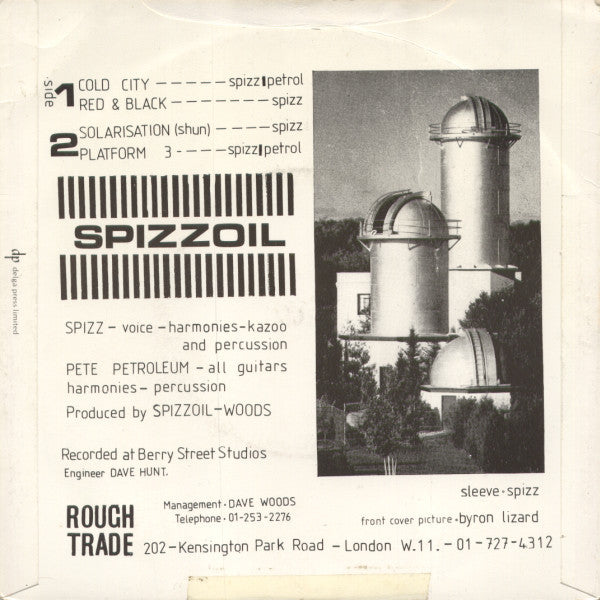 side
1 COLD CITY - - - - - spizz/petrol
RED & BLACK - - - - - - - spizz
2 SOLARISATION (shun) - - - - spizz
PLATFORM 3 - - - - spizz/petrol
SPIZZOIL
SPIZZ - voice - harmonies - kazoo
and percussion
PETE PETROLEUM - all guitars
harmonies - percussion
Produced by SPIZZOIL-WOODS
Recorded at Berry Street Studios
Engineer DAVE HUNT.
sleeve · spizz
Management · DAVE WOODS
Telephone · 01-253-2276
front cover picture · byron lizard
ROUGH
TRADE
202 - Kensington Park Road - London W.11. - 01-727-4312
dp delga press limited